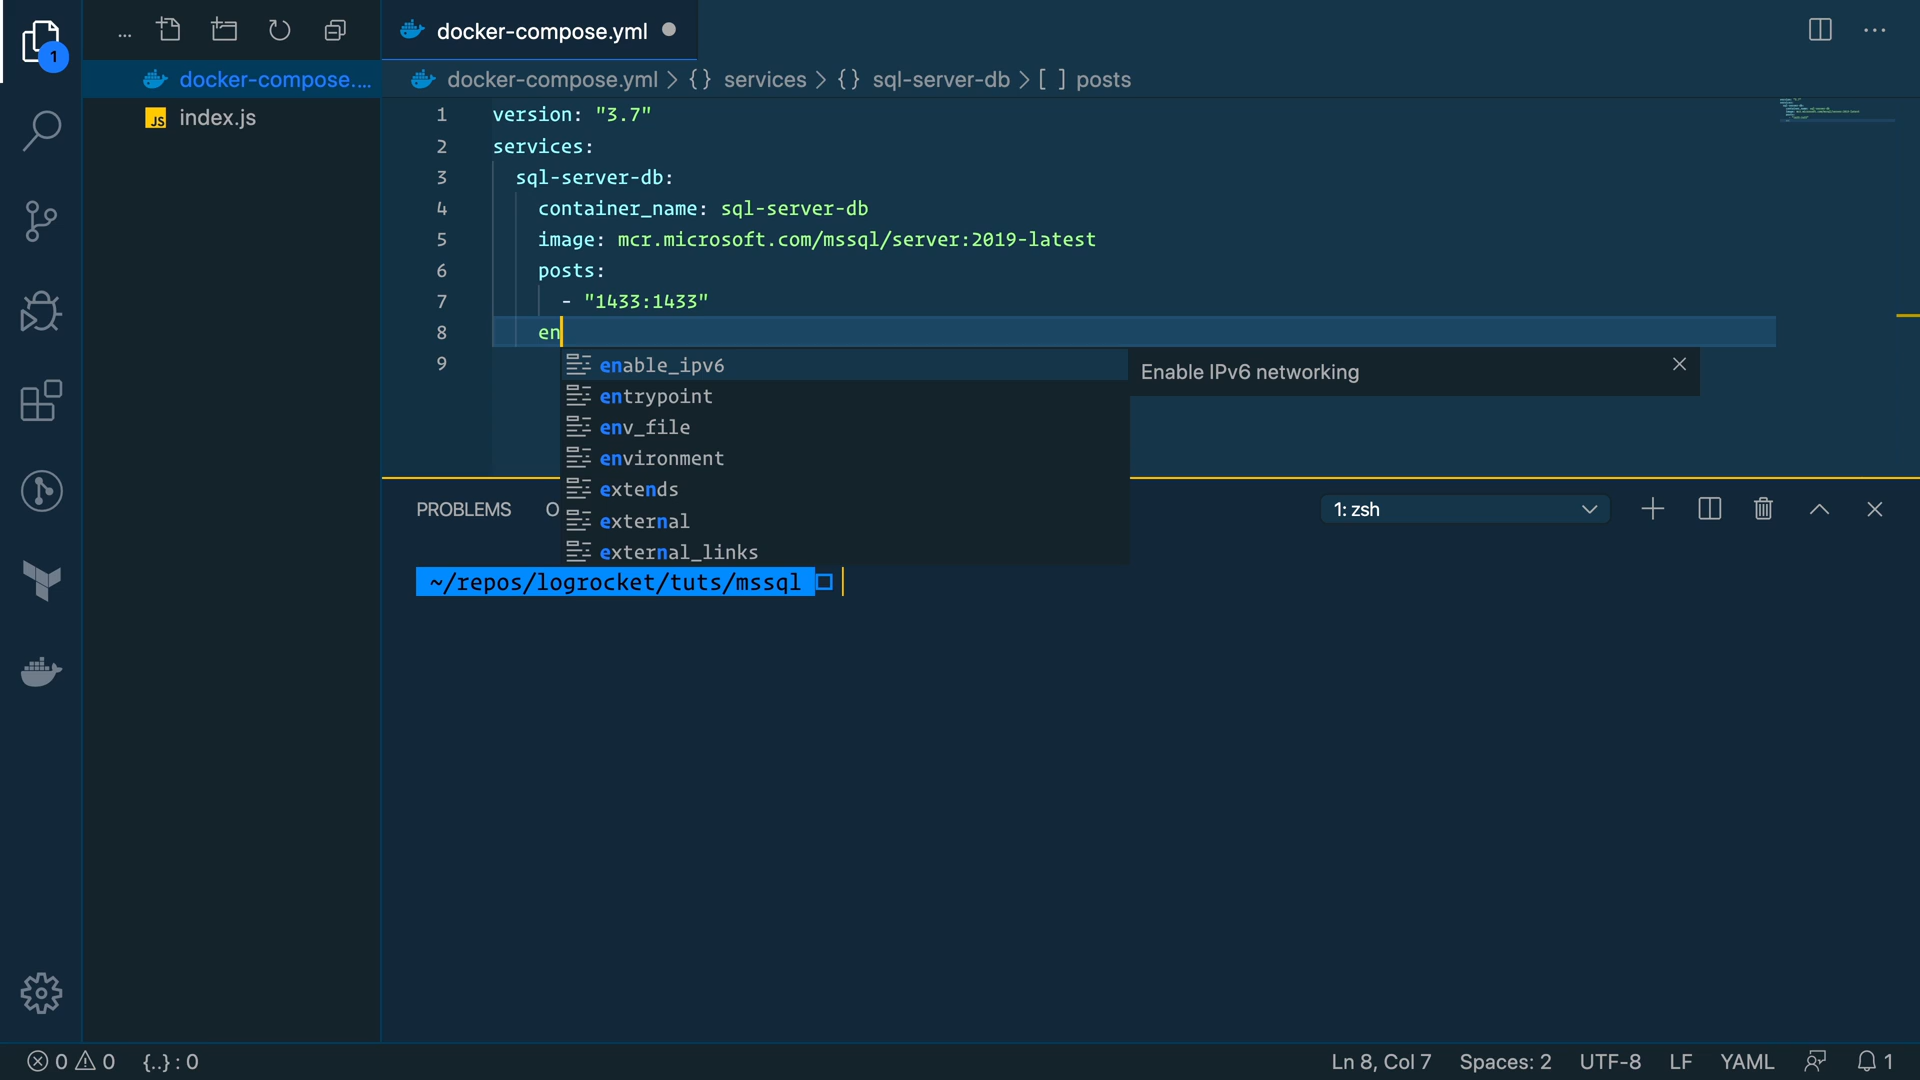 1
...
docker-compose....
JS index.js
docker-compose.yml
...
docker-compose.yml > {} services > {} sql-server-db > [ ] posts
1 version: "3.7"
2 services:
3 sql-server-db:
4 container_name: sql-server-db
5 image: mcr.microsoft.com/mssql/server:2019-latest
6 posts:
7 - "1433:1433"
8 en
9
enable_ipv6
Enable IPv6 networking
entrypoint
env_file
environment
extends
external
external_links
PROBLEMS O
1: zsh
~/repos/logrocket/tuts/mssql
0 0 {..} : 0
Ln 8, Col 7 Spaces: 2 UTF-8 LF YAML 1